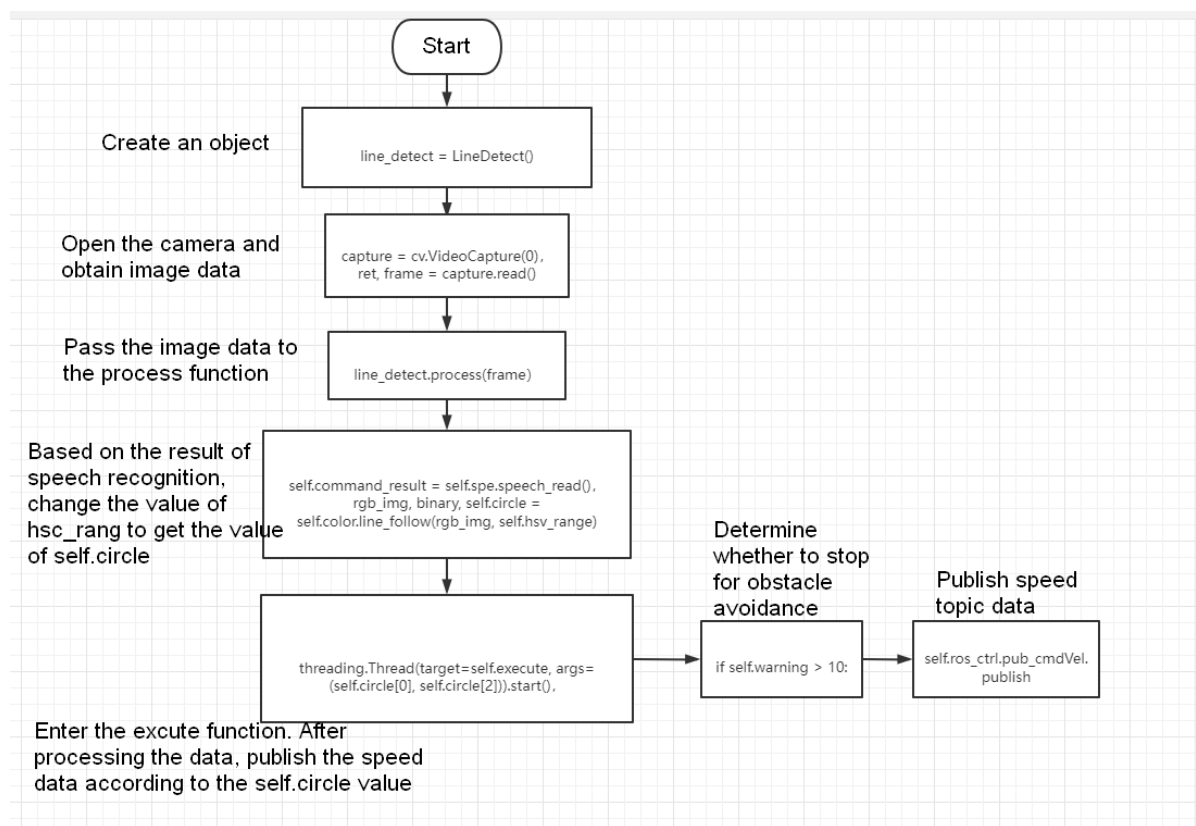 Start
Create an object
line_detect = LineDetect()
Open the camera and
obtain image data
capture = cv.VideoCapture(0),
ret, frame = capture.read()
Pass the image data to
the process function
line_detect.process(frame)
Based on the result of
speech recognition,
change the value of
hsc_rang to get the value
of self.circle
self.command_result = self.spe.speech_read(),
rgb_img, binary, self.circle =
self.color.line_follow(rgb_img, self.hsv_range)
threading.Thread(target=self.execute, args=
(self.circle[0], self.circle[2])).start(),
Enter the excute function. After
processing the data, publish the speed
data according to the self.circle value
Determine
whether to stop
for obstacle
avoidance
if self.warning > 10:
Publish speed
topic data
self.ros_ctrl.pub_cmdVel.
publish